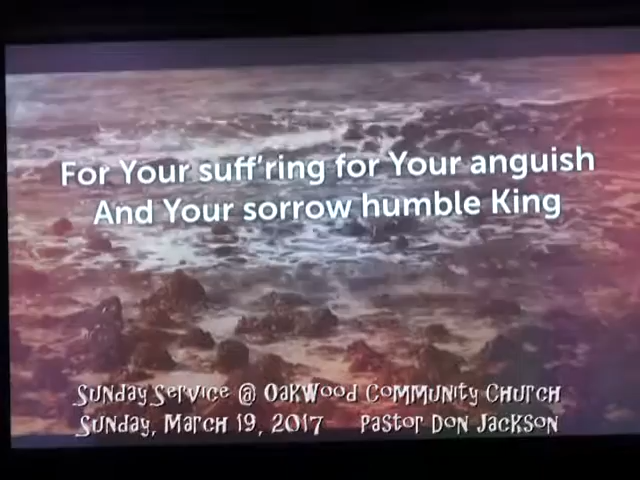 For Your suff'ring for Your anguish
And Your sorrow humble King
Sunday Service @ Oakwood Community Church
Sunday, March 19, 2017 Pastor Don Jackson